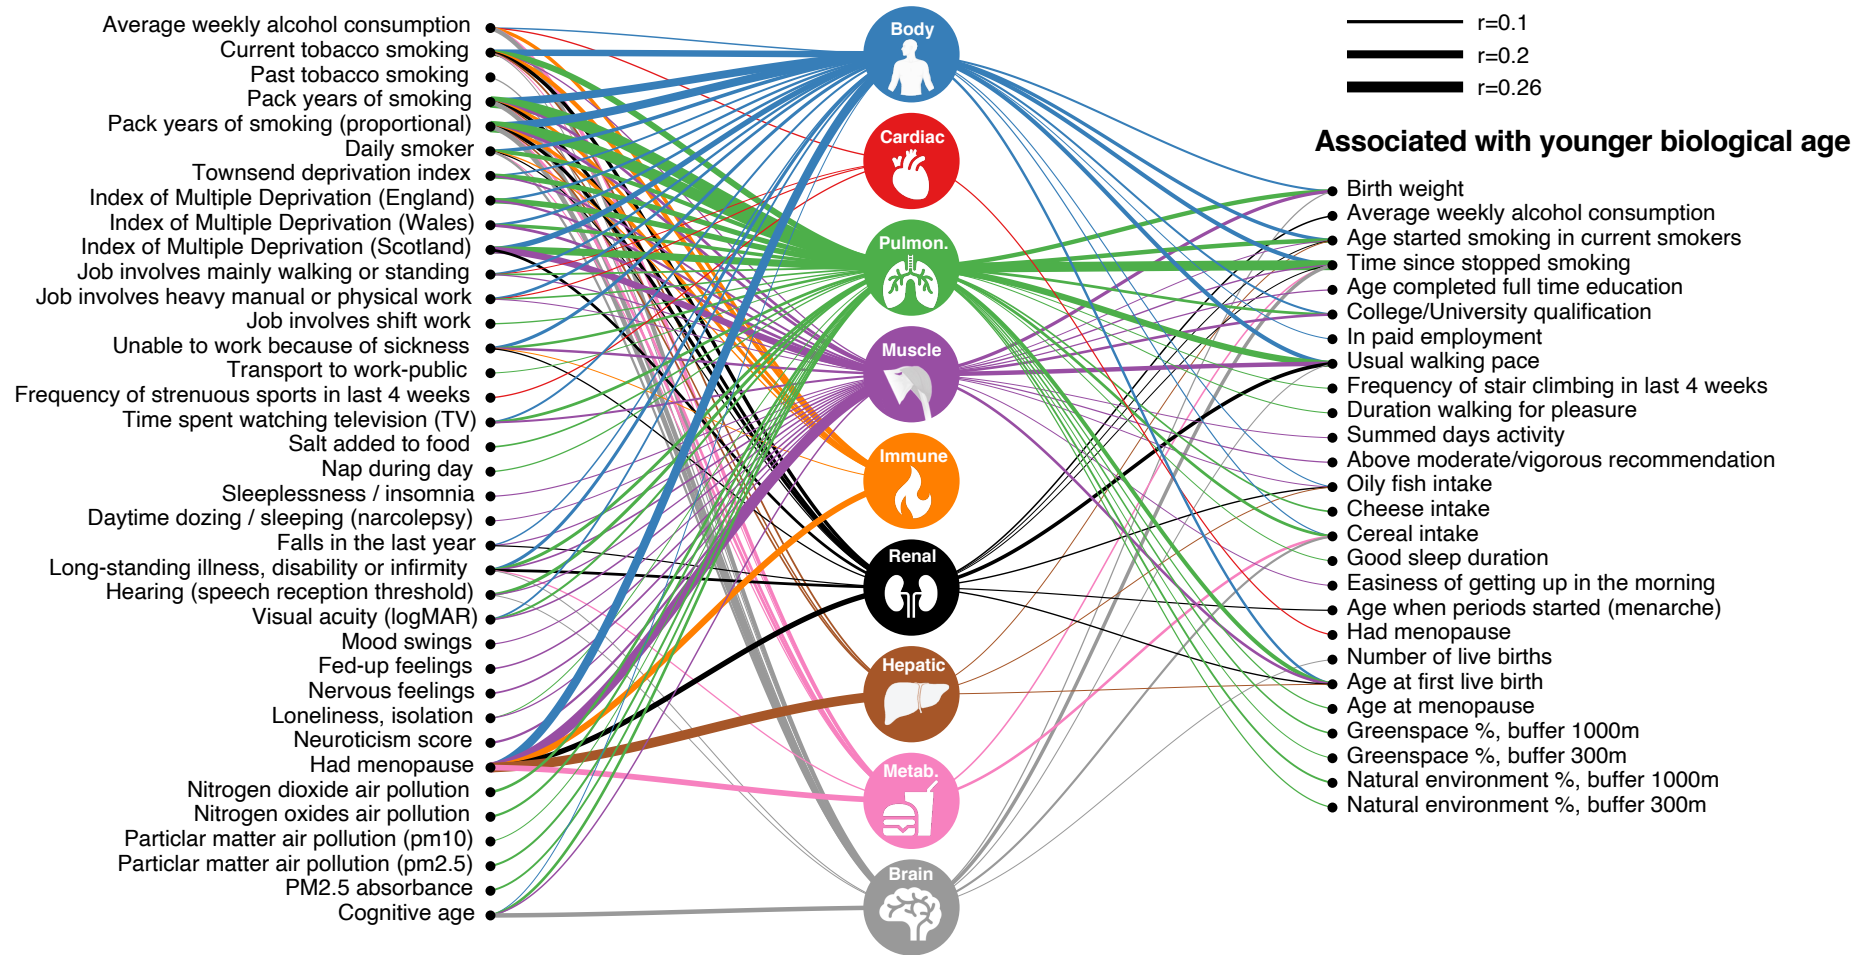 Average weekly alcohol consumption
Current tobacco smoking
Past tobacco smoking
Pack years of smoking
Pack years of smoking (proportional)
Daily smoker
Townsend deprivation index
Index of Multiple Deprivation (England)
Index of Multiple Deprivation (Wales)
Index of Multiple Deprivation (Scotland)
Job involves mainly walking or standing
Job involves heavy manual or physical work
Job involves shift work
Unable to work because of sickness
Transport to work-public
Frequency of strenuous sports in last 4 weeks
Time spent watching television (TV)
Salt added to food
Nap during day
Sleeplessness / insomnia
Daytime dozing / sleeping (narcolepsy)
Falls in the last year
Long-standing illness, disability or infirmity
Hearing (speech reception threshold)
Visual acuity (logMAR)
Mood swings
Fed-up feelings
Nervous feelings
Loneliness, isolation
Neuroticism score
Had menopause
Nitrogen dioxide air pollution
Nitrogen oxides air pollution
Particlar matter air pollution (pm10)
Particlar matter air pollution (pm2.5)
PM2.5 absorbance
Cognitive age
Body
Cardiac
Pulmon.
Muscle
Immune
Renal
Hepatic
Metab.
Brain
r=0.1
r=0.2
r=0.26
Associated with younger biological age
Birth weight
Average weekly alcohol consumption
Age started smoking in current smokers
Time since stopped smoking
Age completed full time education
College/University qualification
In paid employment
Usual walking pace
Frequency of stair climbing in last 4 weeks
Duration walking for pleasure
Summed days activity
Above moderate/vigorous recommendation
Oily fish intake
Cheese intake
Cereal intake
Good sleep duration
Easiness of getting up in the morning
Age when periods started (menarche)
Had menopause
Number of live births
Age at first live birth
Age at menopause
Greenspace %, buffer 1000m
Greenspace %, buffer 300m
Natural environment %, buffer 1000m
Natural environment %, buffer 300m